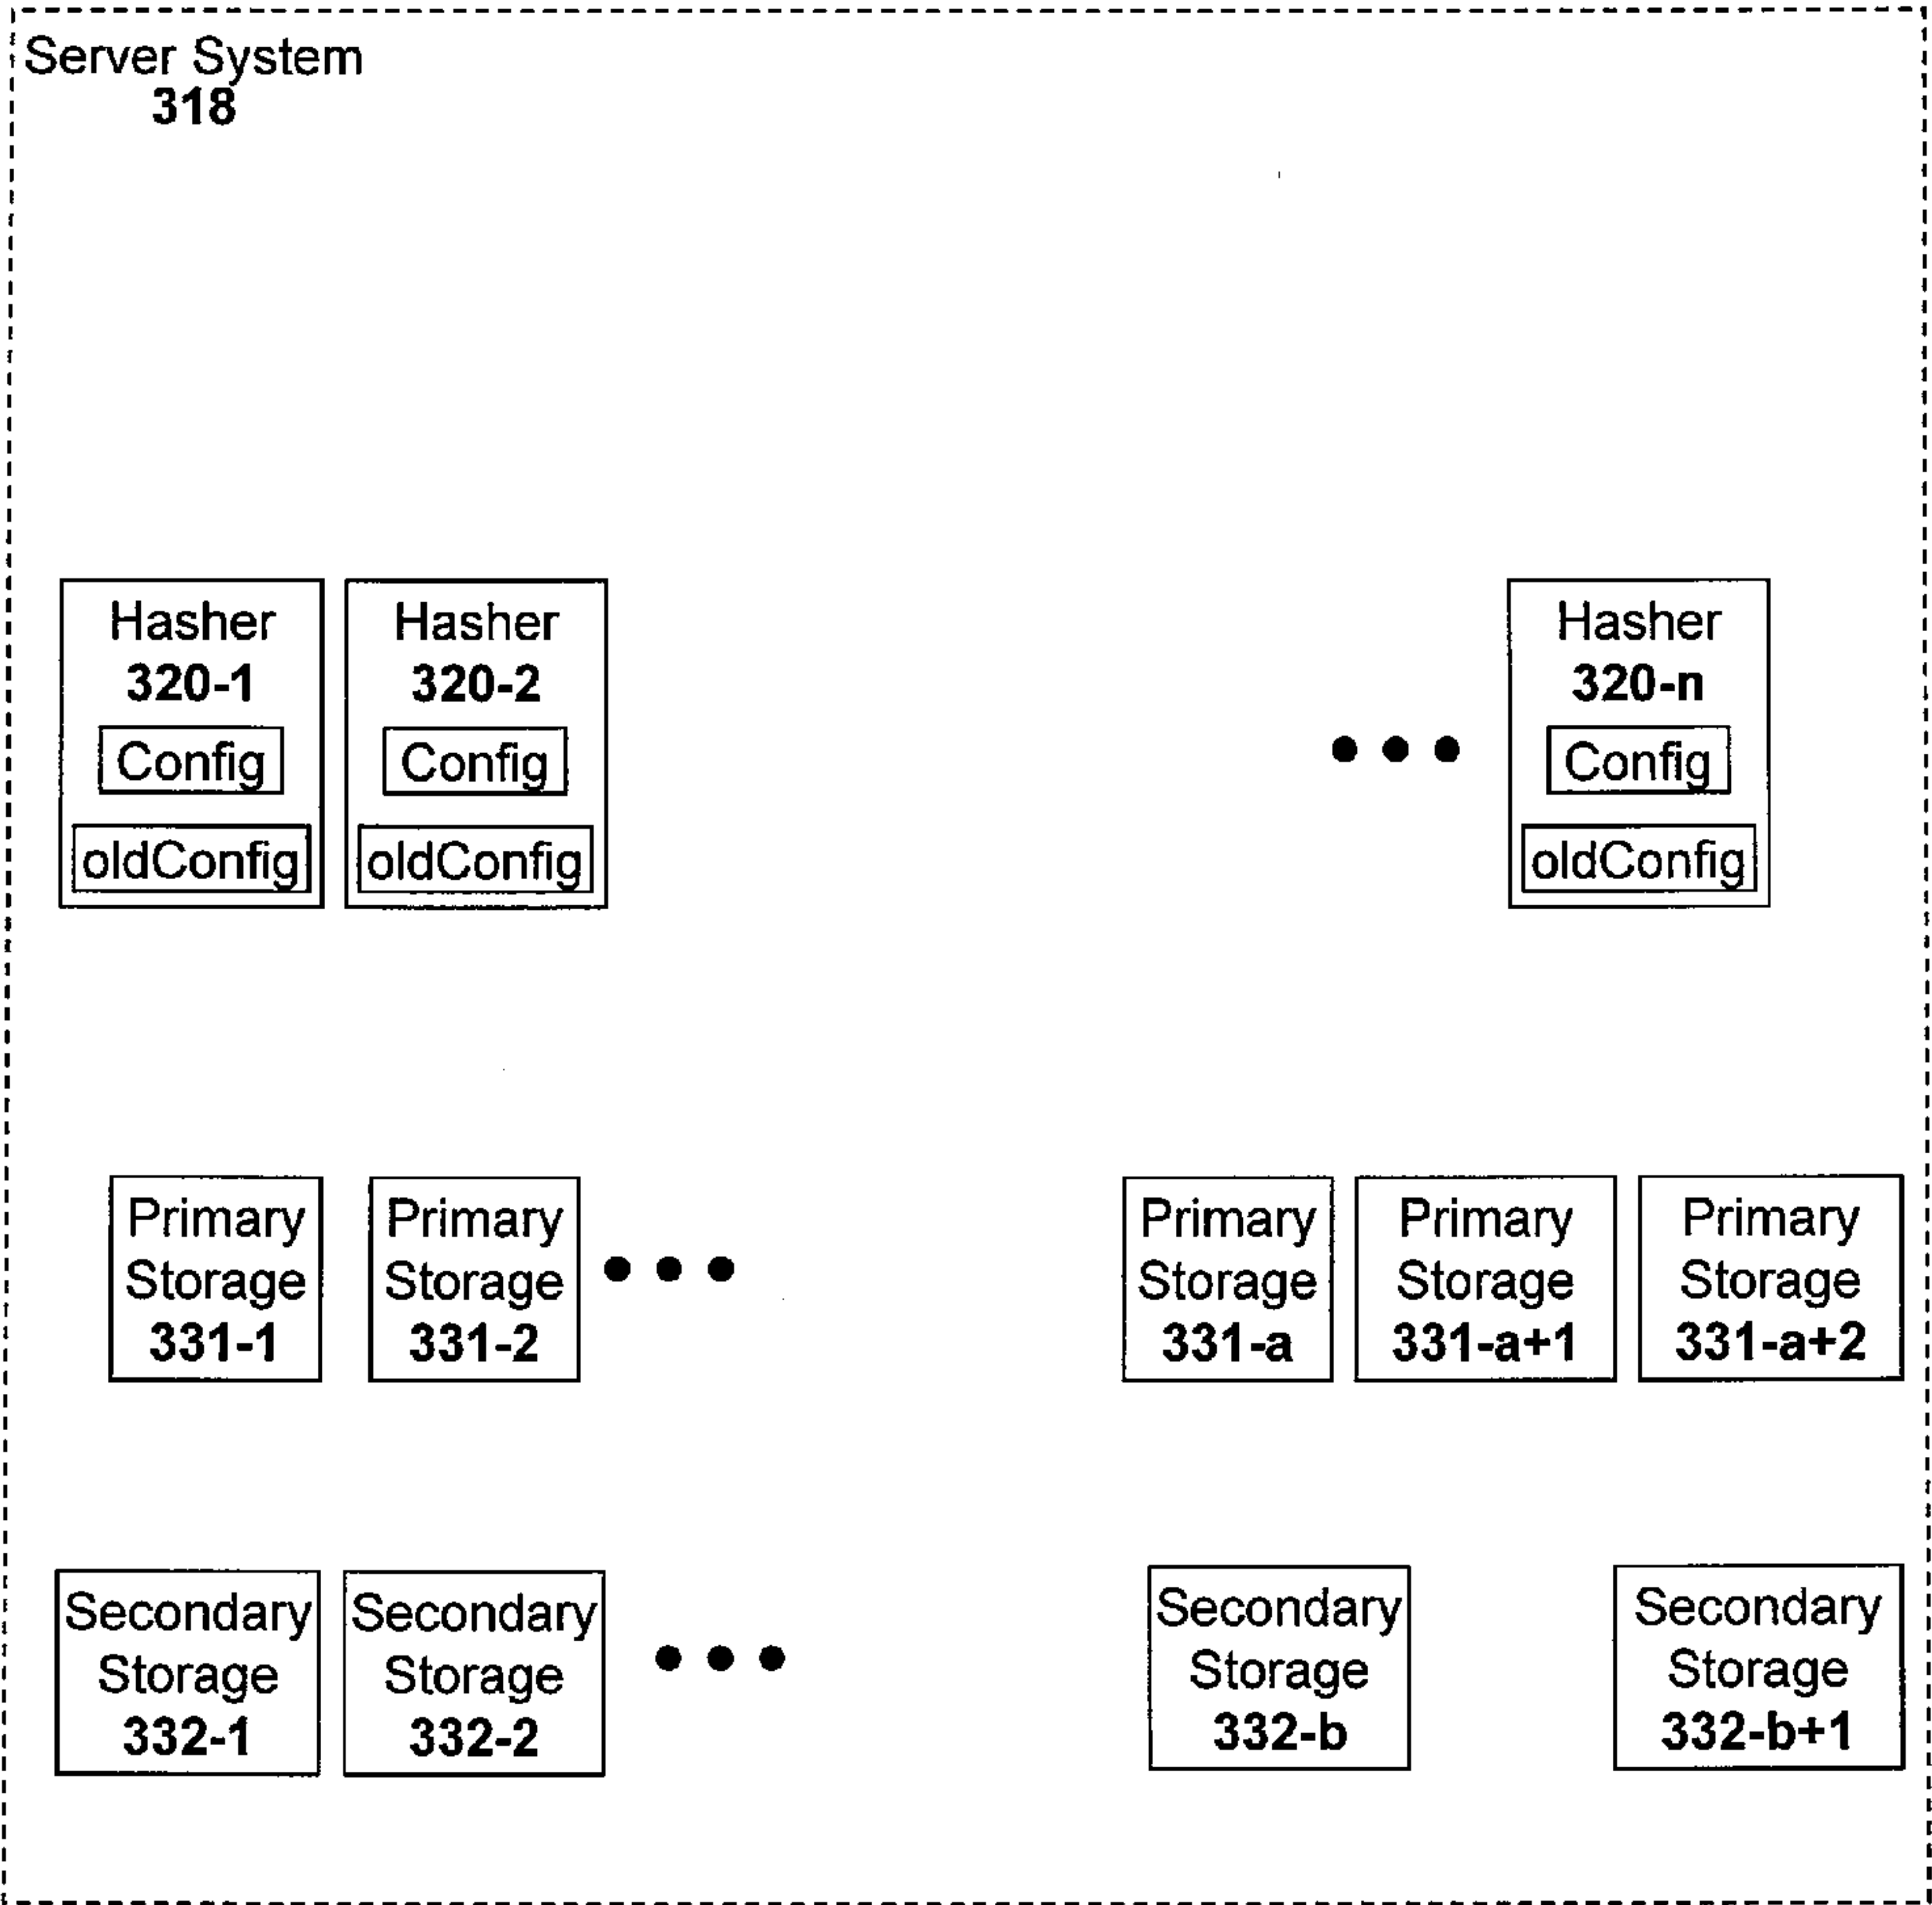 Server System
318
Hasher
320-1
Config
oldConfig
Hasher
320-2
Config
oldConfig
Hasher
320-n
Config
oldConfig
Primary
Storage
331-1
Primary
Storage
331-2
Primary
Storage
331-a
Primary
Storage
331-a+1
Primary
Storage
331-a+2
Secondary
Storage
332-1
Secondary
Storage
332-2
Secondary
Storage
332-b
Secondary
Storage
332-b+1